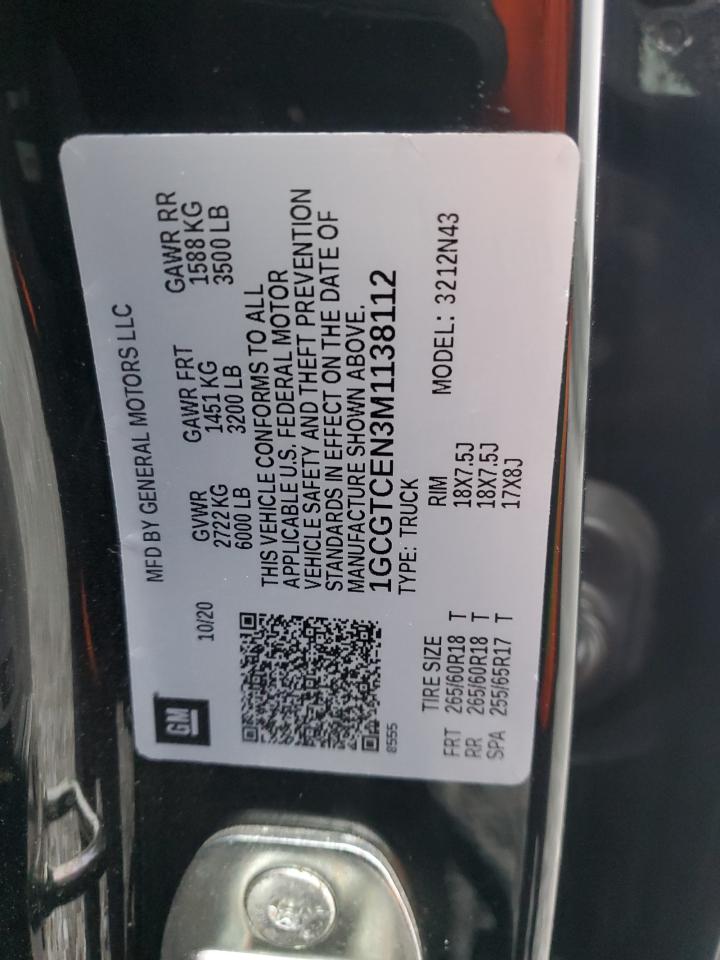 GM
10/20
MFD BY GENERAL MOTORS LLC
GVWR GAWR FRT GAWR RR
2722 KG 1451 KG 1588 KG
6000 LB 3200 LB 3500 LB
THIS VEHICLE CONFORMS TO ALL
APPLICABLE U.S. FEDERAL MOTOR
VEHICLE SAFETY AND THEFT PREVENTION
STANDARDS IN EFFECT ON THE DATE OF
MANUFACTURE SHOWN ABOVE.
1GCGTCEN3M1138112
8555
TYPE: TRUCK
MODEL: 3212N43
TIRE SIZE RIM
FRT 265/60R18 T 18X7.5J
RR 265/60R18 T 18X7.5J
SPA 255/65R17 T 17X8J